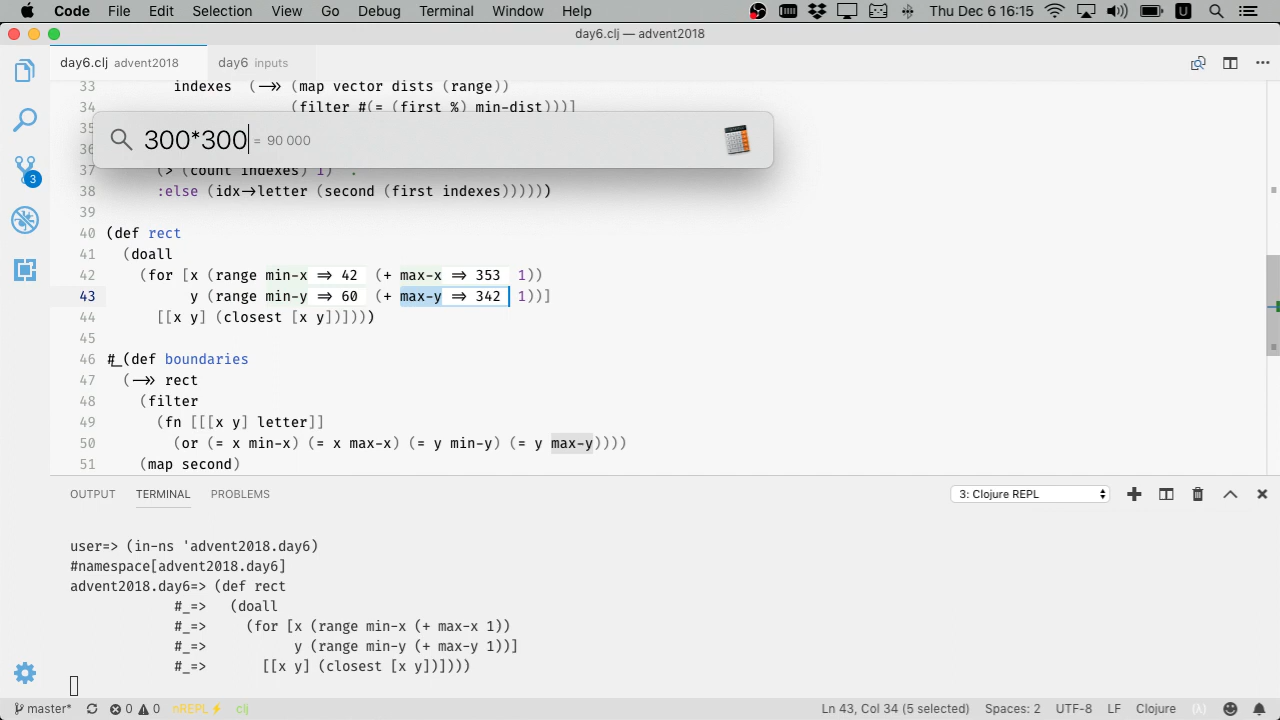 Code File Edit Selection View Go Debug Terminal Window Help Thu Dec 6 16:15 U
day6.clj — advent2018
day6.clj advent2018 day6 inputs
33 indexes (->> (map vector dists (range))
34 (filter #(= (first %) min-dist)))]
35
300*300 = 90 000
36
37 (> (count indexes) 1) "."
38 :else (idx->letter (second (first indexes))))))
39
40 (def rect
41 (doall
42 (for [x (range min-x => 42 (+ max-x => 353 1))
43 y (range min-y => 60 (+ max-y => 342 1))]
44 [[x y] (closest [x y])])))
45
46 #_(def boundaries
47 (->> rect
48 (filter
49 (fn [[[x y] letter]]
50 (or (= x min-x) (= x max-x) (= y min-y) (= y max-y))))
51 (map second)
3
OUTPUT TERMINAL PROBLEMS 3: Clojure REPL
user=> (in-ns 'advent2018.day6)
#namespace[advent2018.day6]
advent2018.day6=> (def rect
#_=> (doall
#_=> (for [x (range min-x (+ max-x 1))
#_=> y (range min-y (+ max-y 1))]
#_=> [[x y] (closest [x y])])))
master* 0 0 nREPL⚡ clj Ln 43, Col 34 (5 selected) Spaces: 2 UTF-8 LF Clojure (λ)